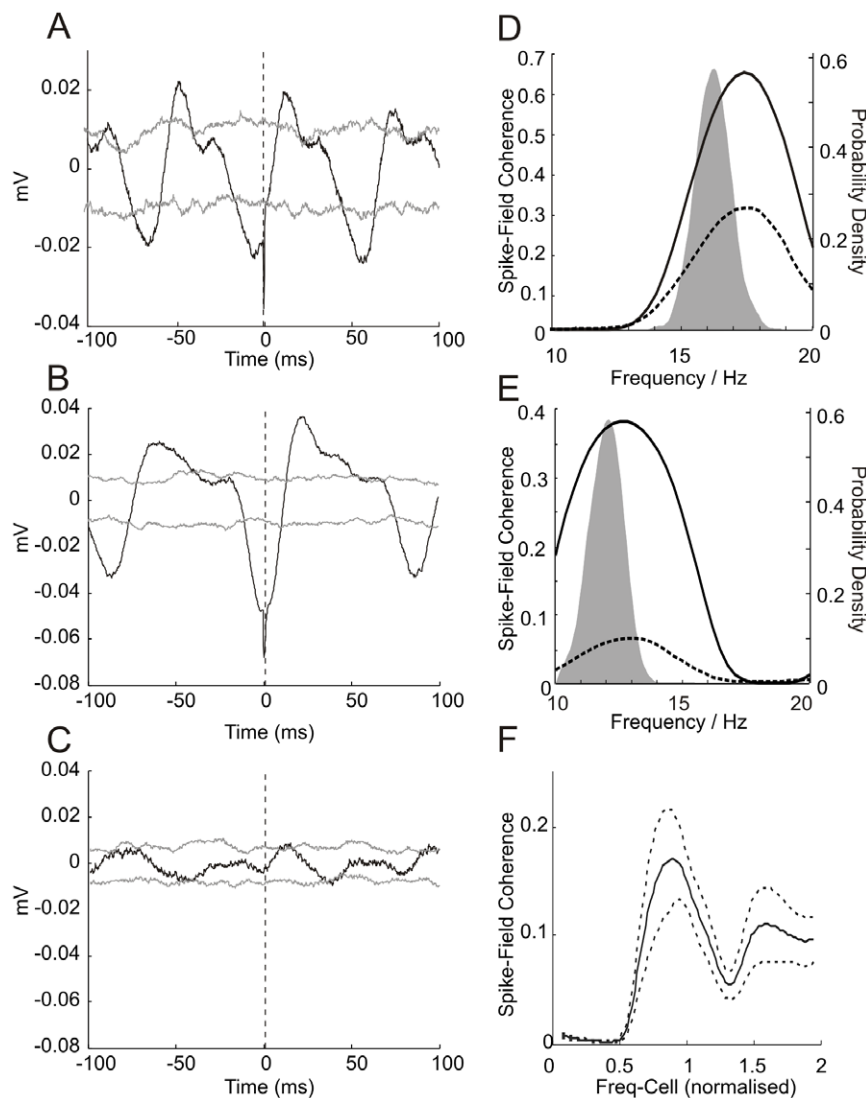 A
0.02
0
-0.02
-0.04
mV
-100 -50 0 50 100
Time (ms)
B
0.04
0.02
0
-0.02
-0.04
-0.06
-0.08
mV
-100 -50 0 50 100
Time (ms)
C
0.04
0.02
0
-0.02
-0.04
-0.06
-0.08
mV
-100 -50 0 50 100
Time (ms)
D
0.7
0.6
0.5
0.4
0.3
0.2
0.1
0
Spike-Field Coherence
0.6
0.4
0.2
0
Probability Density
10 15 20
Frequency / Hz
E
0.4
0.3
0.2
0.1
0
Spike-Field Coherence
0.6
0.4
0.2
0
Probability Density
10 15 20
Frequency / Hz
F
0.2
0.1
0
Spike-Field Coherence
0 0.5 1 1.5 2
Freq-Cell (normalised)